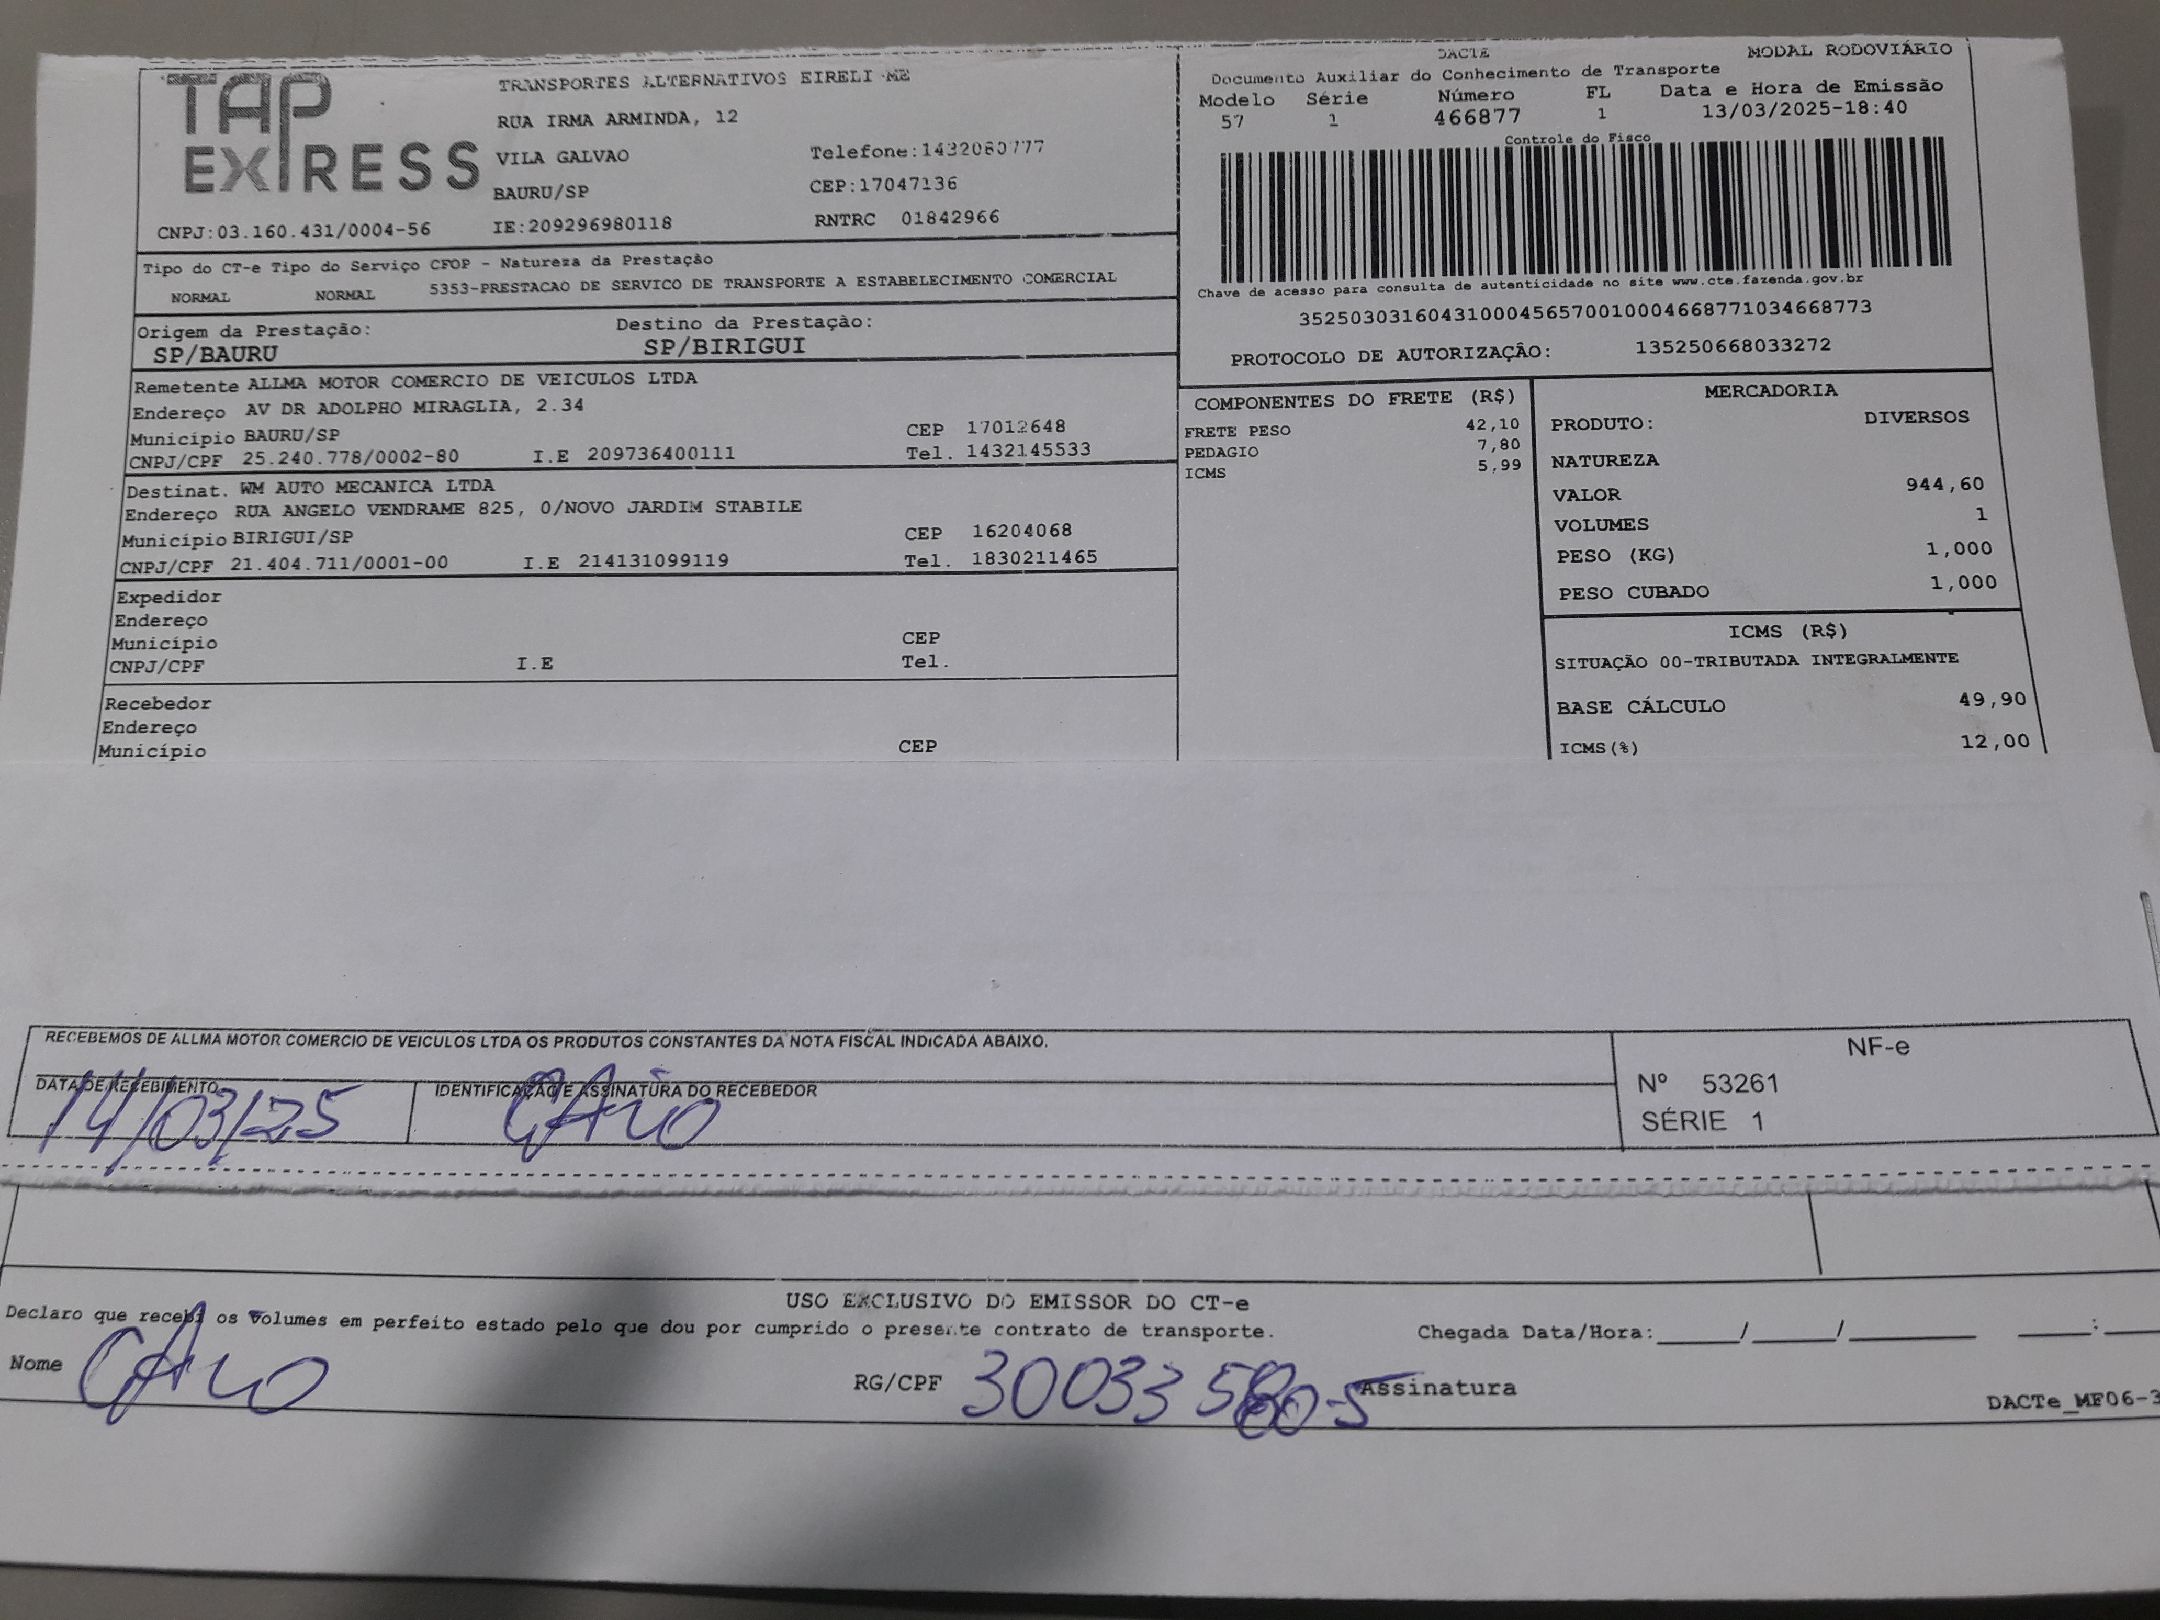 TAP EXPRESS
CNPJ:03.160.431/0004-56
TRANSPORTES ALTERNATIVOS EIRELI ME
RUA IRMA ARMINDA, 12
VILA GALVAO
BAURU/SP
IE:209296980118
Telefone:1432080777
CEP:17047136
RNTRC 01842966
DACTE MODAL RODOVIÁRIO
Documento Auxiliar do Conhecimento de Transporte
Modelo Série Número FL Data e Hora de Emissão
57 1 466877 1 13/03/2025-18:40
Controle do Fisco
Chave de acesso para consulta de autenticidade no site www.cte.fazenda.gov.br
35250303160431000456570010004668771034668773
PROTOCOLO DE AUTORIZAÇÃO: 135250668033272
Tipo do CT-e Tipo do Serviço CFOP - Natureza da Prestação
NORMAL NORMAL 5353-PRESTACAO DE SERVICO DE TRANSPORTE A ESTABELECIMENTO COMERCIAL
Origem da Prestação: Destino da Prestação:
SP/BAURU SP/BIRIGUI
Remetente ALLMA MOTOR COMERCIO DE VEICULOS LTDA
Endereço AV DR ADOLPHO MIRAGLIA, 2.34
Município BAURU/SP CEP 17012648
CNPJ/CPF 25.240.778/0002-80 I.E 209736400111 Tel. 1432145533
Destinat. WM AUTO MECANICA LTDA
Endereço RUA ANGELO VENDRAME 825, 0/NOVO JARDIM STABILE
Município BIRIGUI/SP CEP 16204068
CNPJ/CPF 21.404.711/0001-00 I.E 214131099119 Tel. 1830211465
Expedidor
Endereço
Município CEP
CNPJ/CPF I.E Tel.
Recebedor
Endereço
Município CEP
COMPONENTES DO FRETE (R$)
FRETE PESO 42,10
PEDAGIO 7,80
ICMS 5,99
MERCADORIA
PRODUTO: DIVERSOS
NATUREZA
VALOR 944,60
VOLUMES 1
PESO (KG) 1,000
PESO CUBADO 1,000
ICMS (R$)
SITUAÇÃO 00-TRIBUTADA INTEGRALMENTE
BASE CÁLCULO 49,90
ICMS(%) 12,00
RECEBEMOS DE ALLMA MOTOR COMERCIO DE VEICULOS LTDA OS PRODUTOS CONSTANTES DA NOTA FISCAL INDICADA ABAIXO.
DATA DE RECEBIMENTO IDENTIFICAÇÃO E ASSINATURA DO RECEBEDOR
14/03/25 CAIO
NF-e
Nº 53261
SÉRIE 1
USO EXCLUSIVO DO EMISSOR DO CT-e
Declaro que recebi os volumes em perfeito estado pelo que dou por cumprido o presente contrato de transporte. Chegada Data/Hora:____/____/______ ____:____
Nome CAIO RG/CPF Assinatura
DACTe_MF06-3